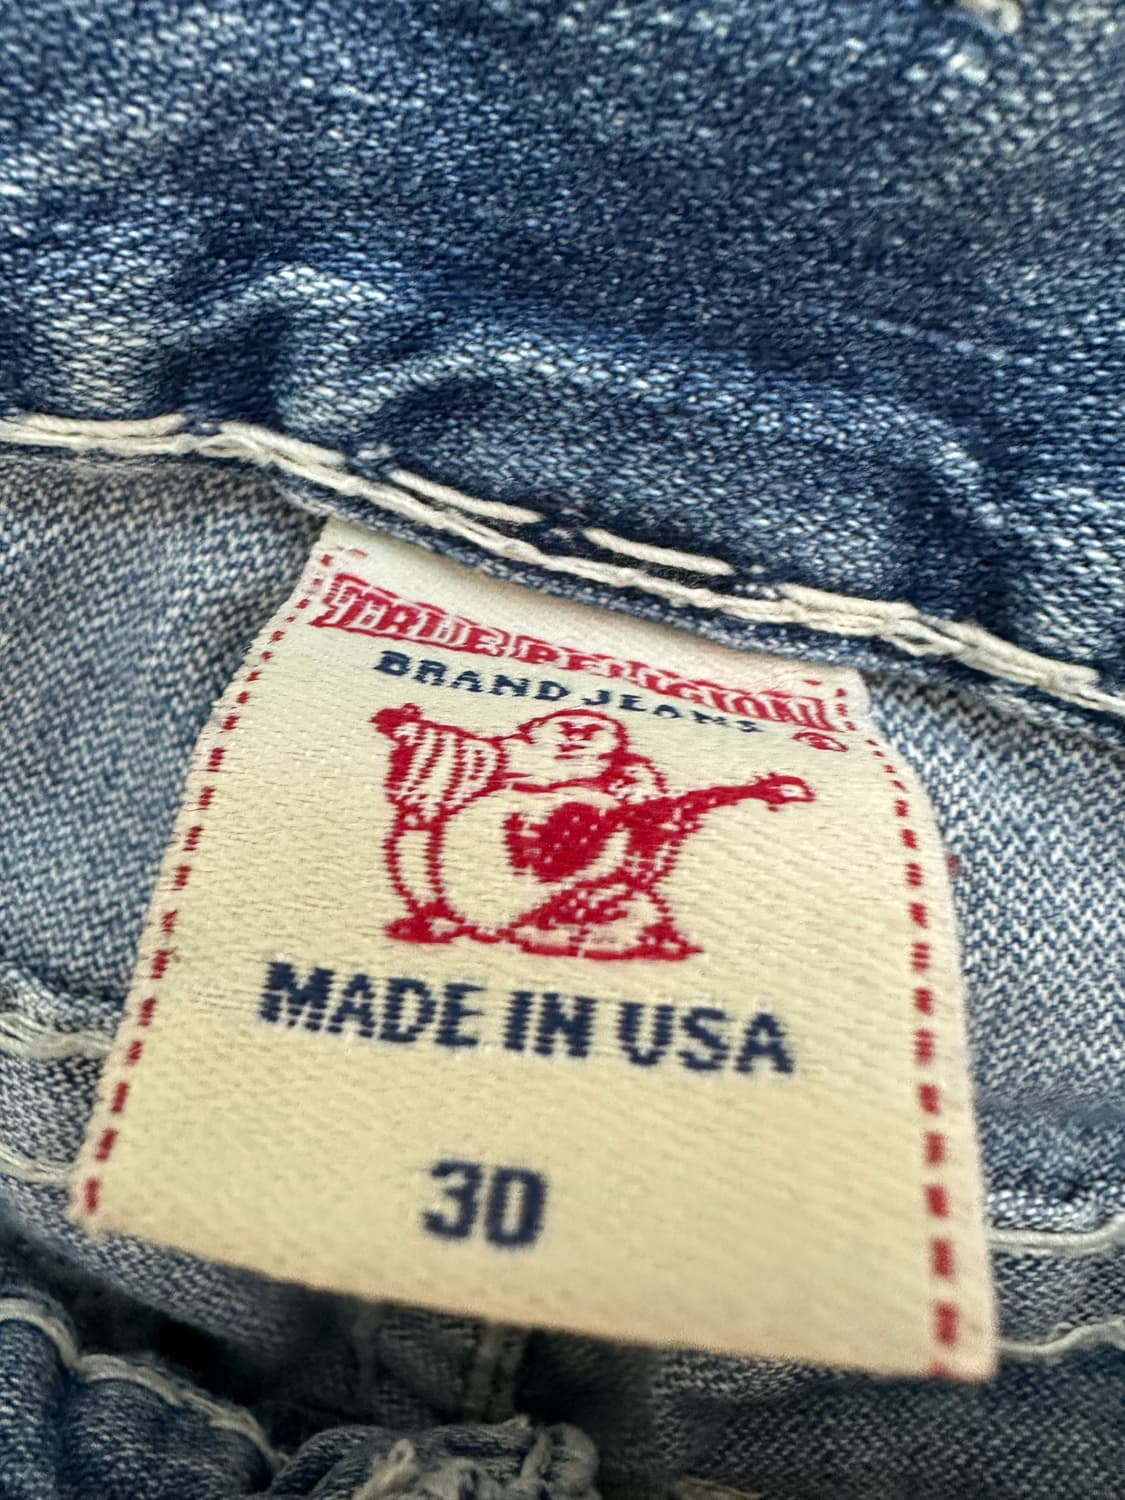 TRUE RELIGION
BRAND JEANS
®
MADE IN USA
30